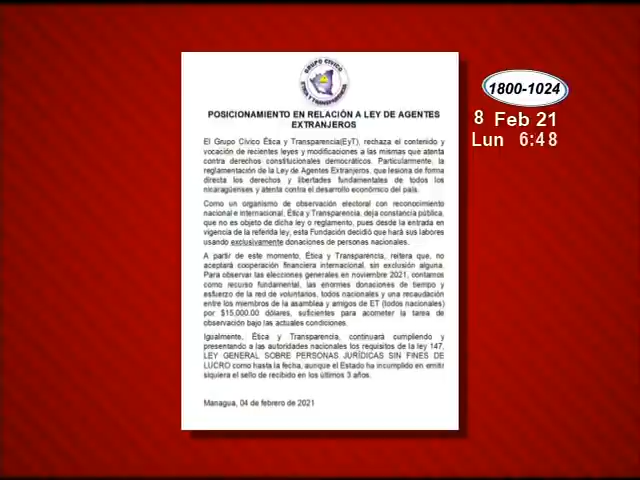 GRUPO CÍVICO
ÉTICA Y TRANSPARENCIA
POSICIONAMIENTO EN RELACIÓN A LEY DE AGENTES
EXTRANJEROS
El Grupo Cívico Ética y Transparencia(EyT), rechaza el contenido y
vocación de recientes leyes y modificaciones a las mismas que atenta
contra derechos constitucionales democráticos. Particularmente, la
reglamentación de la Ley de Agentes Extranjeros, que lesiona de forma
directa los derechos y libertades fundamentales de todos los
nicaragüenses y atenta contra el desarrollo económico del país.
Como un organismo de observación electoral con reconocimiento
nacional e internacional, Ética y Transparencia, deja constancia pública,
que no es objeto de dicha ley o reglamento, pues desde la entrada en
vigencia de la referida ley, esta Fundación decidió que hará sus labores
usando exclusivamente donaciones de personas nacionales.
A partir de este momento, Ética y Transparencia, reitera que, no
aceptará cooperación financiera internacional, sin exclusión alguna.
Para observar las elecciones generales en noviembre 2021, contamos
como recurso fundamental, las enormes donaciones de tiempo y
esfuerzo de la red de voluntarios, todos nacionales y una recaudación
entre los miembros de la asamblea y amigos de ET (todos nacionales)
por $15,000.00 dólares, suficientes para acometer la tarea de
observación bajo las actuales condiciones.
Igualmente, Ética y Transparencia, continuará cumpliendo y
presentando a las autoridades nacionales los requisitos de la ley 147,
LEY GENERAL SOBRE PERSONAS JURÍDICAS SIN FINES DE
LUCRO como hasta la fecha, aunque el Estado ha incumplido en emitir
siquiera el sello de recibido en los últimos 3 años.
Managua, 04 de febrero de 2021
1800-1024
8 Feb 21
Lun 6:48